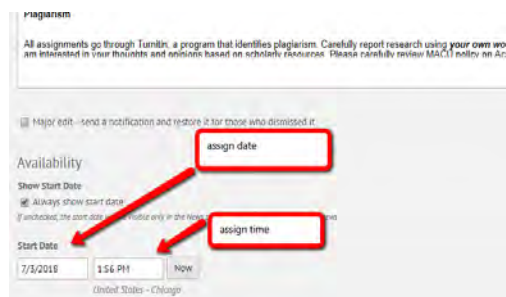 Plagiarism
All assignments go through Turnitin, a program that identifies plagiarism. Carefully report research using your own wo
am interested in your thoughts and opinions based on scholarly resources. Please carefully review MACU policy on Ac
Major edit - send a notification and restore it for those who dismissed it
assign date
Availability
Show Start Date
Always show start date
If unchecked, the start date visible only in the News
assign time
Start Date
7/3/2018 1:56 PM Now
United States - Chicago